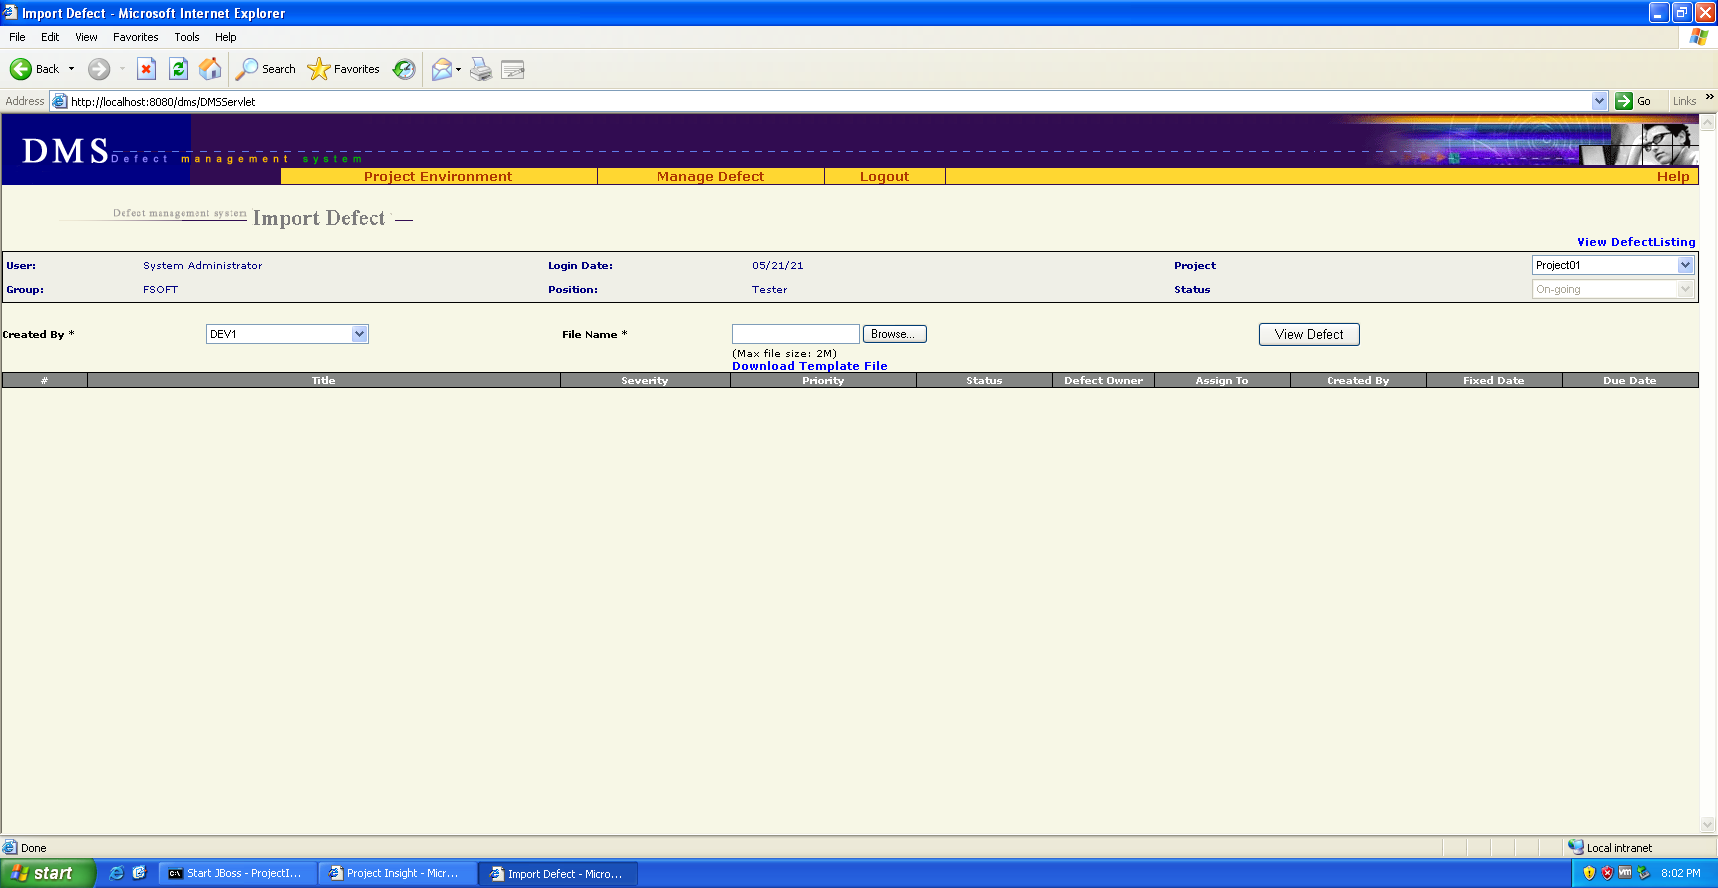 Import Defect - Microsoft Internet Explorer
File Edit View Favorites Tools Help
Back Search Favorites
Address http://localhost:8080/dms/DMSServlet Go Links »
DMS Defect management system
Project Environment Manage Defect Logout Help
Defect management system Import Defect
View DefectListing
User: System Administrator Login Date: 05/21/21 Project Project01
Group: FSOFT Position: Tester Status On-going
Created By * DEV1 File Name * Browse... View Defect
(Max file size: 2M)
Download Template File
# Title Severity Priority Status Defect Owner Assign To Created By Fixed Date Due Date
Done Local intranet
start Start JBoss - ProjectI... Project Insight - Micr... Import Defect - Micro... 8:02 PM